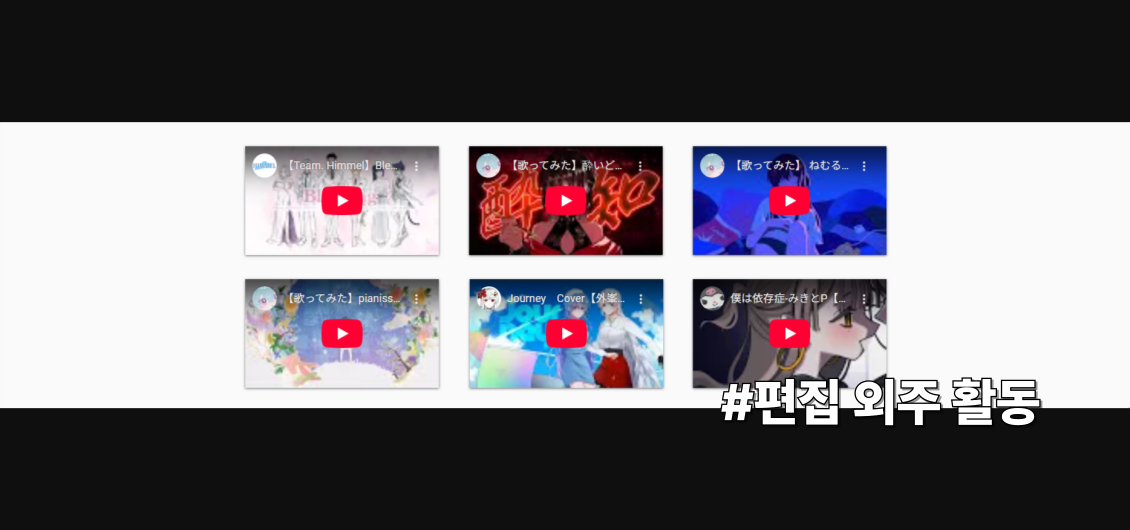 【Team. Himmel】Ble...
【歌ってみた】酔いど...
【歌ってみた】 ねむる...
【歌ってみた】pianiss...
Journey Cover【外峯...
僕は依存症-みきとP【...
#편집 외주 활동